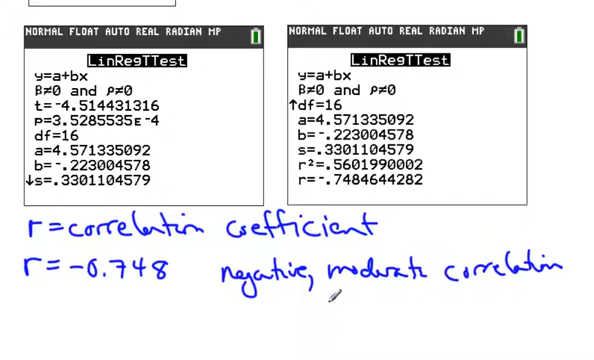 NORMAL FLOAT AUTO REAL RADIAN MP
LinRegTTest
y=a+bx
β≠0 and ρ≠0
t=-4.514431316
p=3.5285535E-4
df=16
a=4.571335092
b=-.223004578
↓s=.3301104579
NORMAL FLOAT AUTO REAL RADIAN MP
LinRegTTest
y=a+bx
β≠0 and ρ≠0
↑df=16
a=4.571335092
b=-.223004578
s=.3301104579
r²=.5601990002
r=-.7484644282
r = correlation coefficient
r = -0.748 negative, moderate correlation